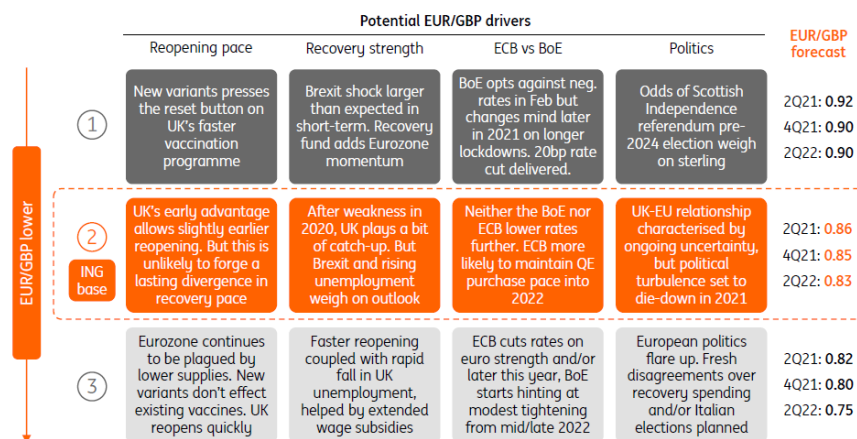 Potential EUR/GBP drivers
Reopening pace
Recovery strength
ECB vs BoE
Politics
EUR/GBP
forecast
EUR/GBP lower
1
New variants presses
the reset button on
UK's faster
vaccination
programme
Brexit shock larger
than expected in
short-term. Recovery
fund adds Eurozone
momentum
BoE opts against neg.
rates in Feb but
changes mind later
in 2021 on longer
lockdowns. 20bp rate
cut delivered.
Odds of Scottish
Independence
referendum pre-
2024 election weigh
on sterling
2Q21: 0.92
4Q21: 0.90
2Q22: 0.90
2
ING
base
UK's early advantage
allows slightly earlier
reopening. But this is
unlikely to forge a
lasting divergence in
recovery pace
After weakness in
2020, UK plays a bit
of catch-up. But
Brexit and rising
unemployment
weigh on outlook
Neither the BoE nor
ECB lower rates
further. ECB more
likely to maintain QE
purchase pace into
2022
UK-EU relationship
characterised by
ongoing uncertainty,
but political
turbulence set to
die-down in 2021
2Q21: 0.86
4Q21: 0.85
2Q22: 0.83
3
Eurozone continues
to be plagued by
lower supplies. New
variants don't effect
existing vaccines. UK
reopens quickly
Faster reopening
coupled with rapid
fall in UK
unemployment,
helped by extended
wage subsidies
ECB cuts rates on
euro strength and/or
later this year, BoE
starts hinting at
modest tightening
from mid/late 2022
European politics
flare up. Fresh
disagreements over
recovery spending
and/or Italian
elections planned
2Q21: 0.82
4Q21: 0.80
2Q22: 0.75